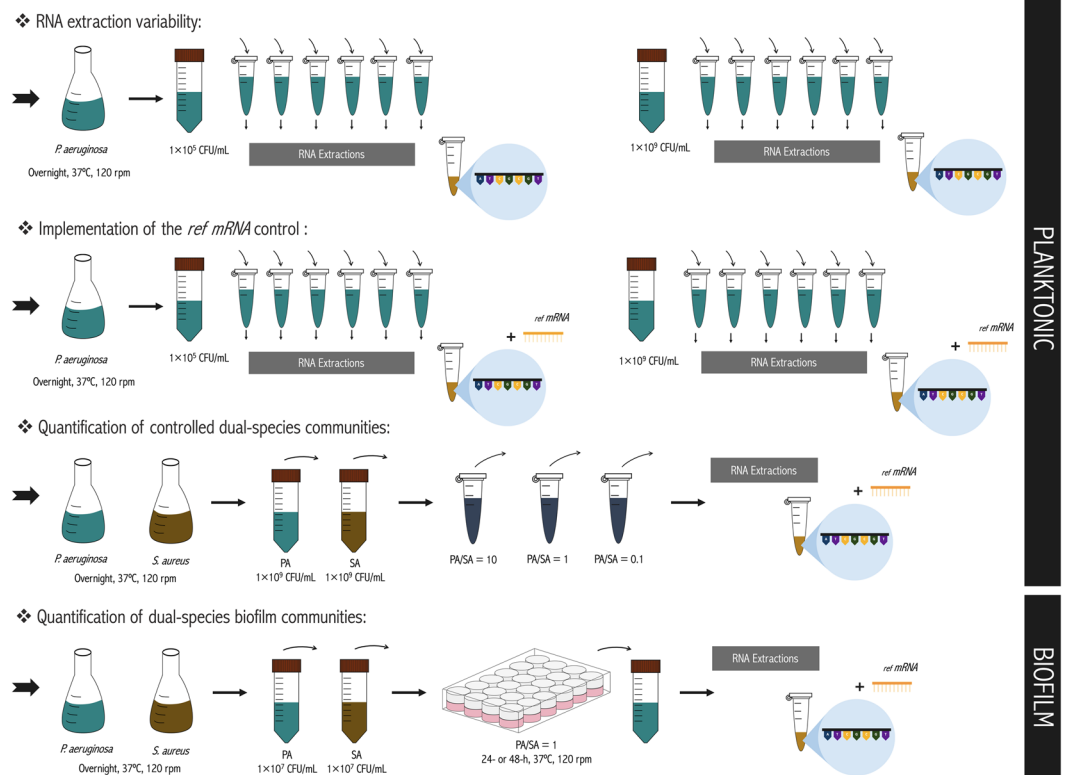 ❖ RNA extraction variability:
P. aeruginosa
Overnight, 37ºC, 120 rpm
1×10⁵ CFU/mL
RNA Extractions
1×10⁹ CFU/mL
RNA Extractions
❖ Implementation of the ref mRNA control :
P. aeruginosa
Overnight, 37ºC, 120 rpm
1×10⁵ CFU/mL
RNA Extractions
+ ref mRNA
1×10⁹ CFU/mL
RNA Extractions
+ ref mRNA
PLANKTONIC
❖ Quantification of controlled dual-species communities:
P. aeruginosa
S. aureus
Overnight, 37ºC, 120 rpm
PA
1×10⁹ CFU/mL
SA
1×10⁹ CFU/mL
PA/SA = 10
PA/SA = 1
PA/SA = 0.1
RNA Extractions
+ ref mRNA
❖ Quantification of dual-species biofilm communities:
P. aeruginosa
S. aureus
Overnight, 37ºC, 120 rpm
PA
1×10⁷ CFU/mL
SA
1×10⁷ CFU/mL
PA/SA = 1
24- or 48-h, 37ºC, 120 rpm
RNA Extractions
+ ref mRNA
BIOFILM